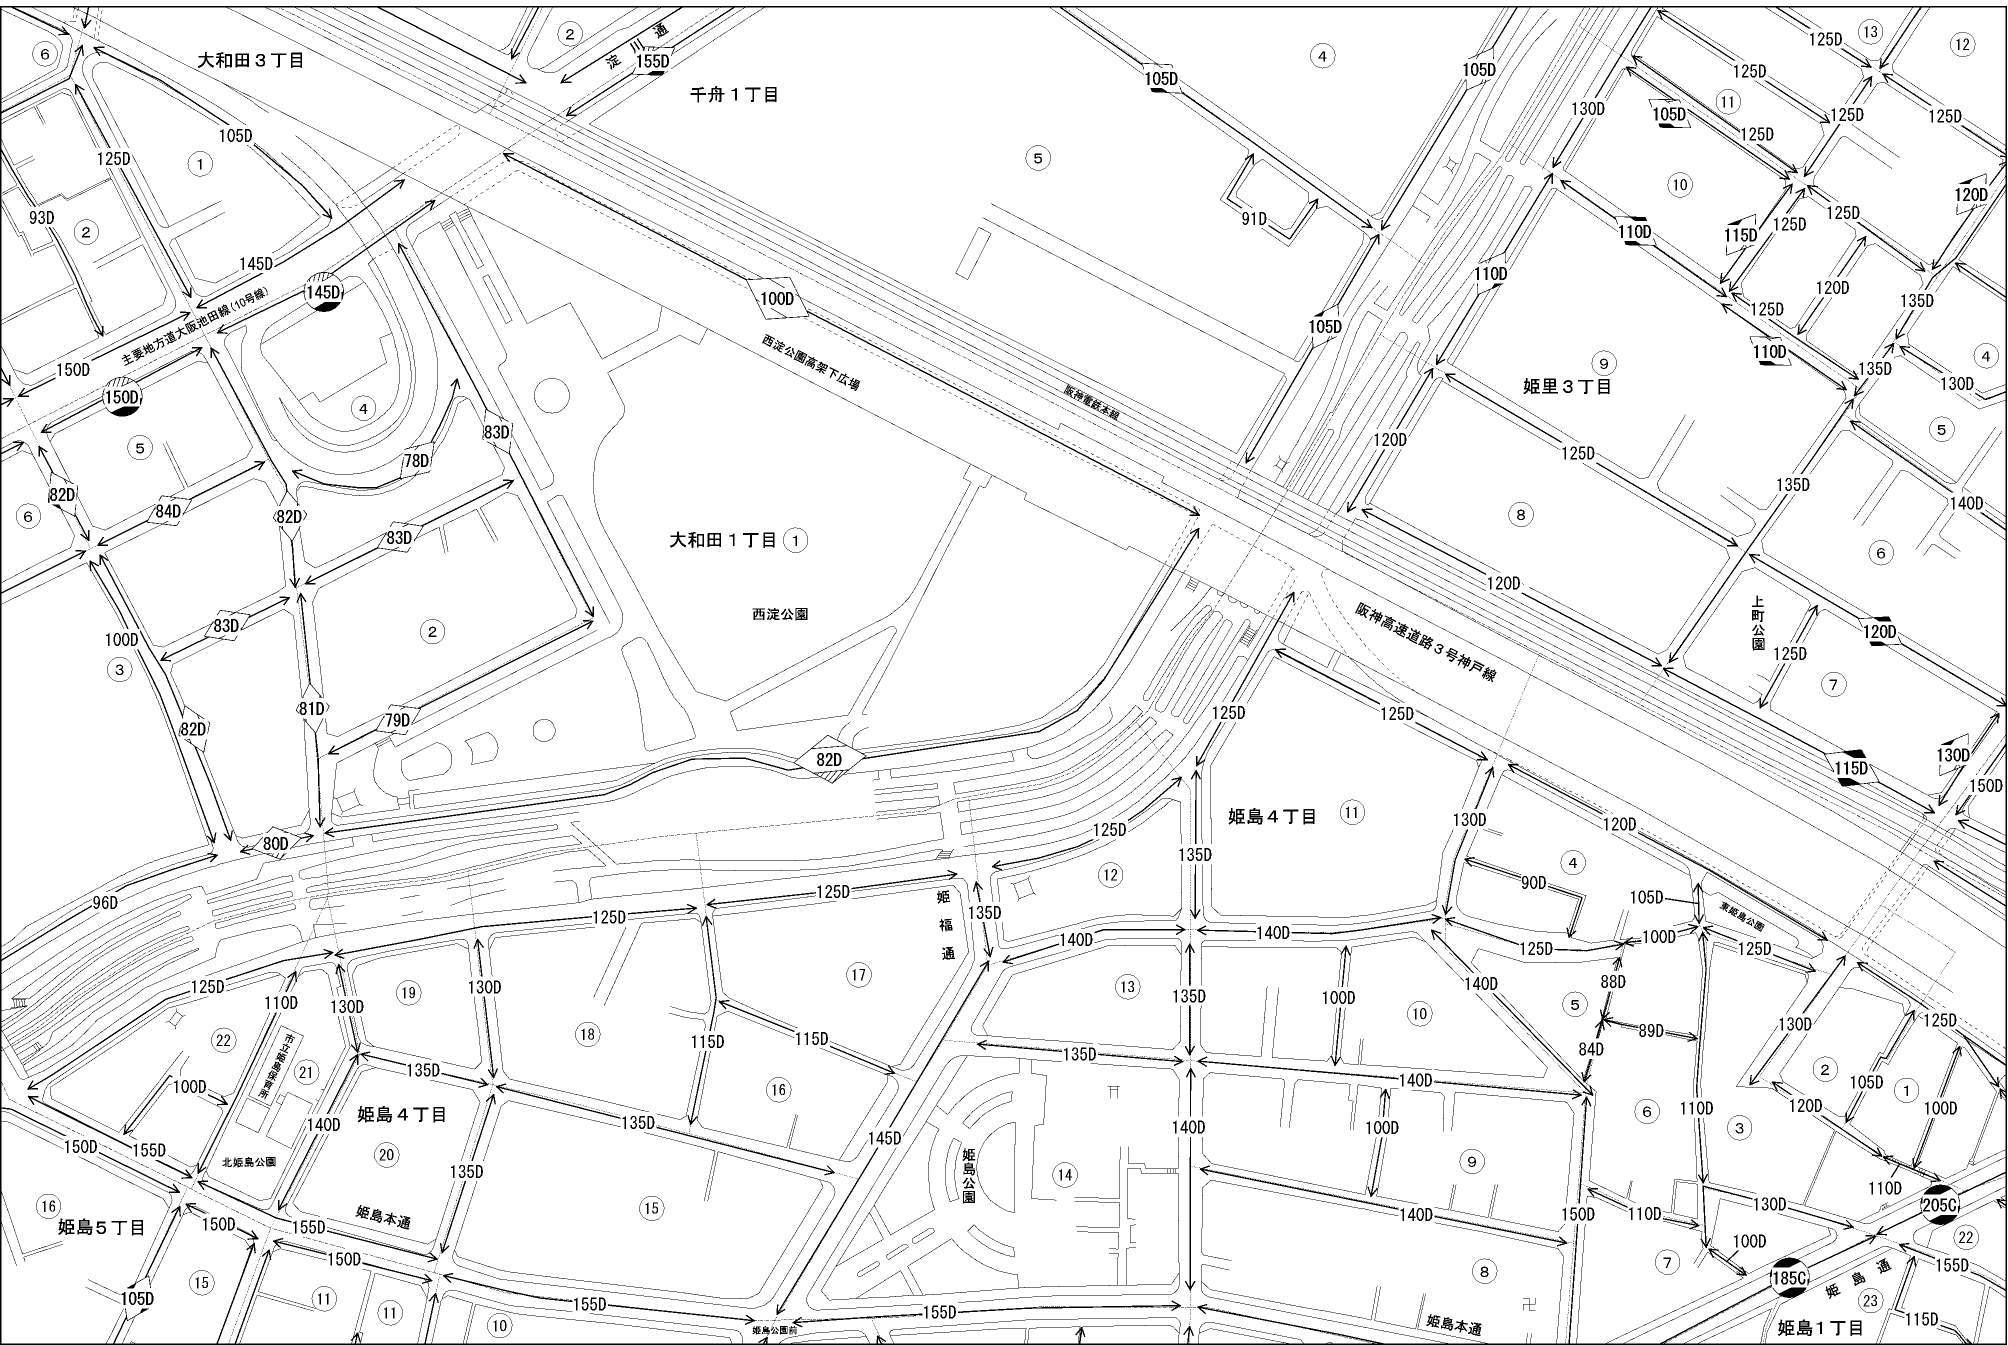 ⑥
大和田３丁目
②
淀川通
155D
千舟１丁目
④
105D
105D
125D
⑬
⑫
125D
⑪
130D
105D
125D
125D
125D
105D
125D
①
⑤
⑩
93D
②
91D
110D
115D
125D
125D
120D
145D
145D
100D
110D
120D
135D
主要地方道大阪池田線(10号線)
150D
150D
西淀公園高架下広場
阪神電鉄本線
105D
125D
110D
⑨
姫里３丁目
135D
④
130D
④
⑤
83D
78D
120D
125D
⑤
82D
84D
82D
83D
⑥
大和田１丁目
①
⑧
135D
140D
⑥
西淀公園
100D
83D
②
③
120D
阪神高速道路３号神戸線
上町公園
120D
125D
⑦
82D
81D
79D
82D
125D
125D
115D
130D
150D
80D
姫島４丁目
⑪
130D
120D
125D
135D
⑫
④
96D
125D
125D
姫福通
135D
90D
105D
東姫島公園
140D
140D
125D
100D
125D
125D
110D
130D
⑲
130D
⑰
⑬
135D
100D
⑩
140D
88D
⑤
㉒
市立姫島保育所
㉑
⑱
115D
115D
89D
84D
130D
125D
100D
135D
135D
140D
②
105D
①
100D
⑯
姫島４丁目
140D
135D
145D
140D
100D
⑥
110D
③
120D
150D
155D
北姫島公園
⑳
135D
姫島公園
⑭
⑨
110D
⑯
姫島５丁目
150D
155D
姫島本通
⑮
140D
150D
110D
130D
205C
㉒
150D
⑦
100D
⑮
105D
⑪
⑪
⑩
155D
155D
⑧
185C
姫島通
155D
㉓
115D
姫島公園前
姫島本通
姫島１丁目